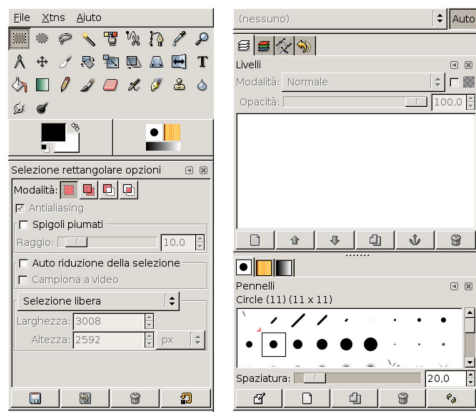 File Xtns Aiuto
T
Selezione rettangolare opzioni
Modalità:
Antialiasing
Spigoli piumati
Raggio: 10,0
Auto riduzione della selezione
Campiona a video
Selezione libera
Larghezza: 3008
Altezza: 2592 px
(nessuno) Auto
Livelli
Modalità: Normale
Opacità: 100,0
Pennelli
Circle (11) (11 x 11)
Spaziatura: 20,0